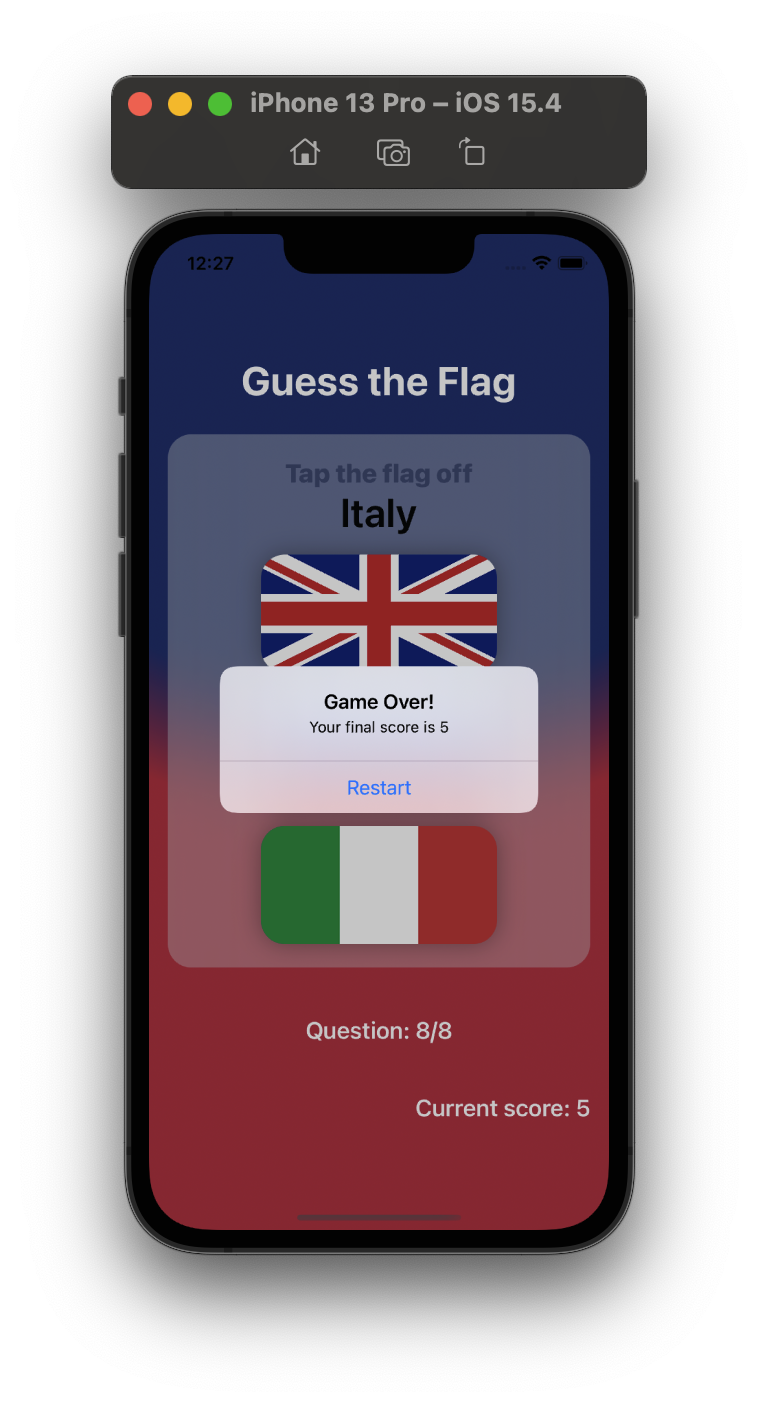 iPhone 13 Pro – iOS 15.4
12:27
Guess the Flag
Tap the flag off
Italy
Game Over!
Your final score is 5
Restart
Question: 8/8
Current score: 5